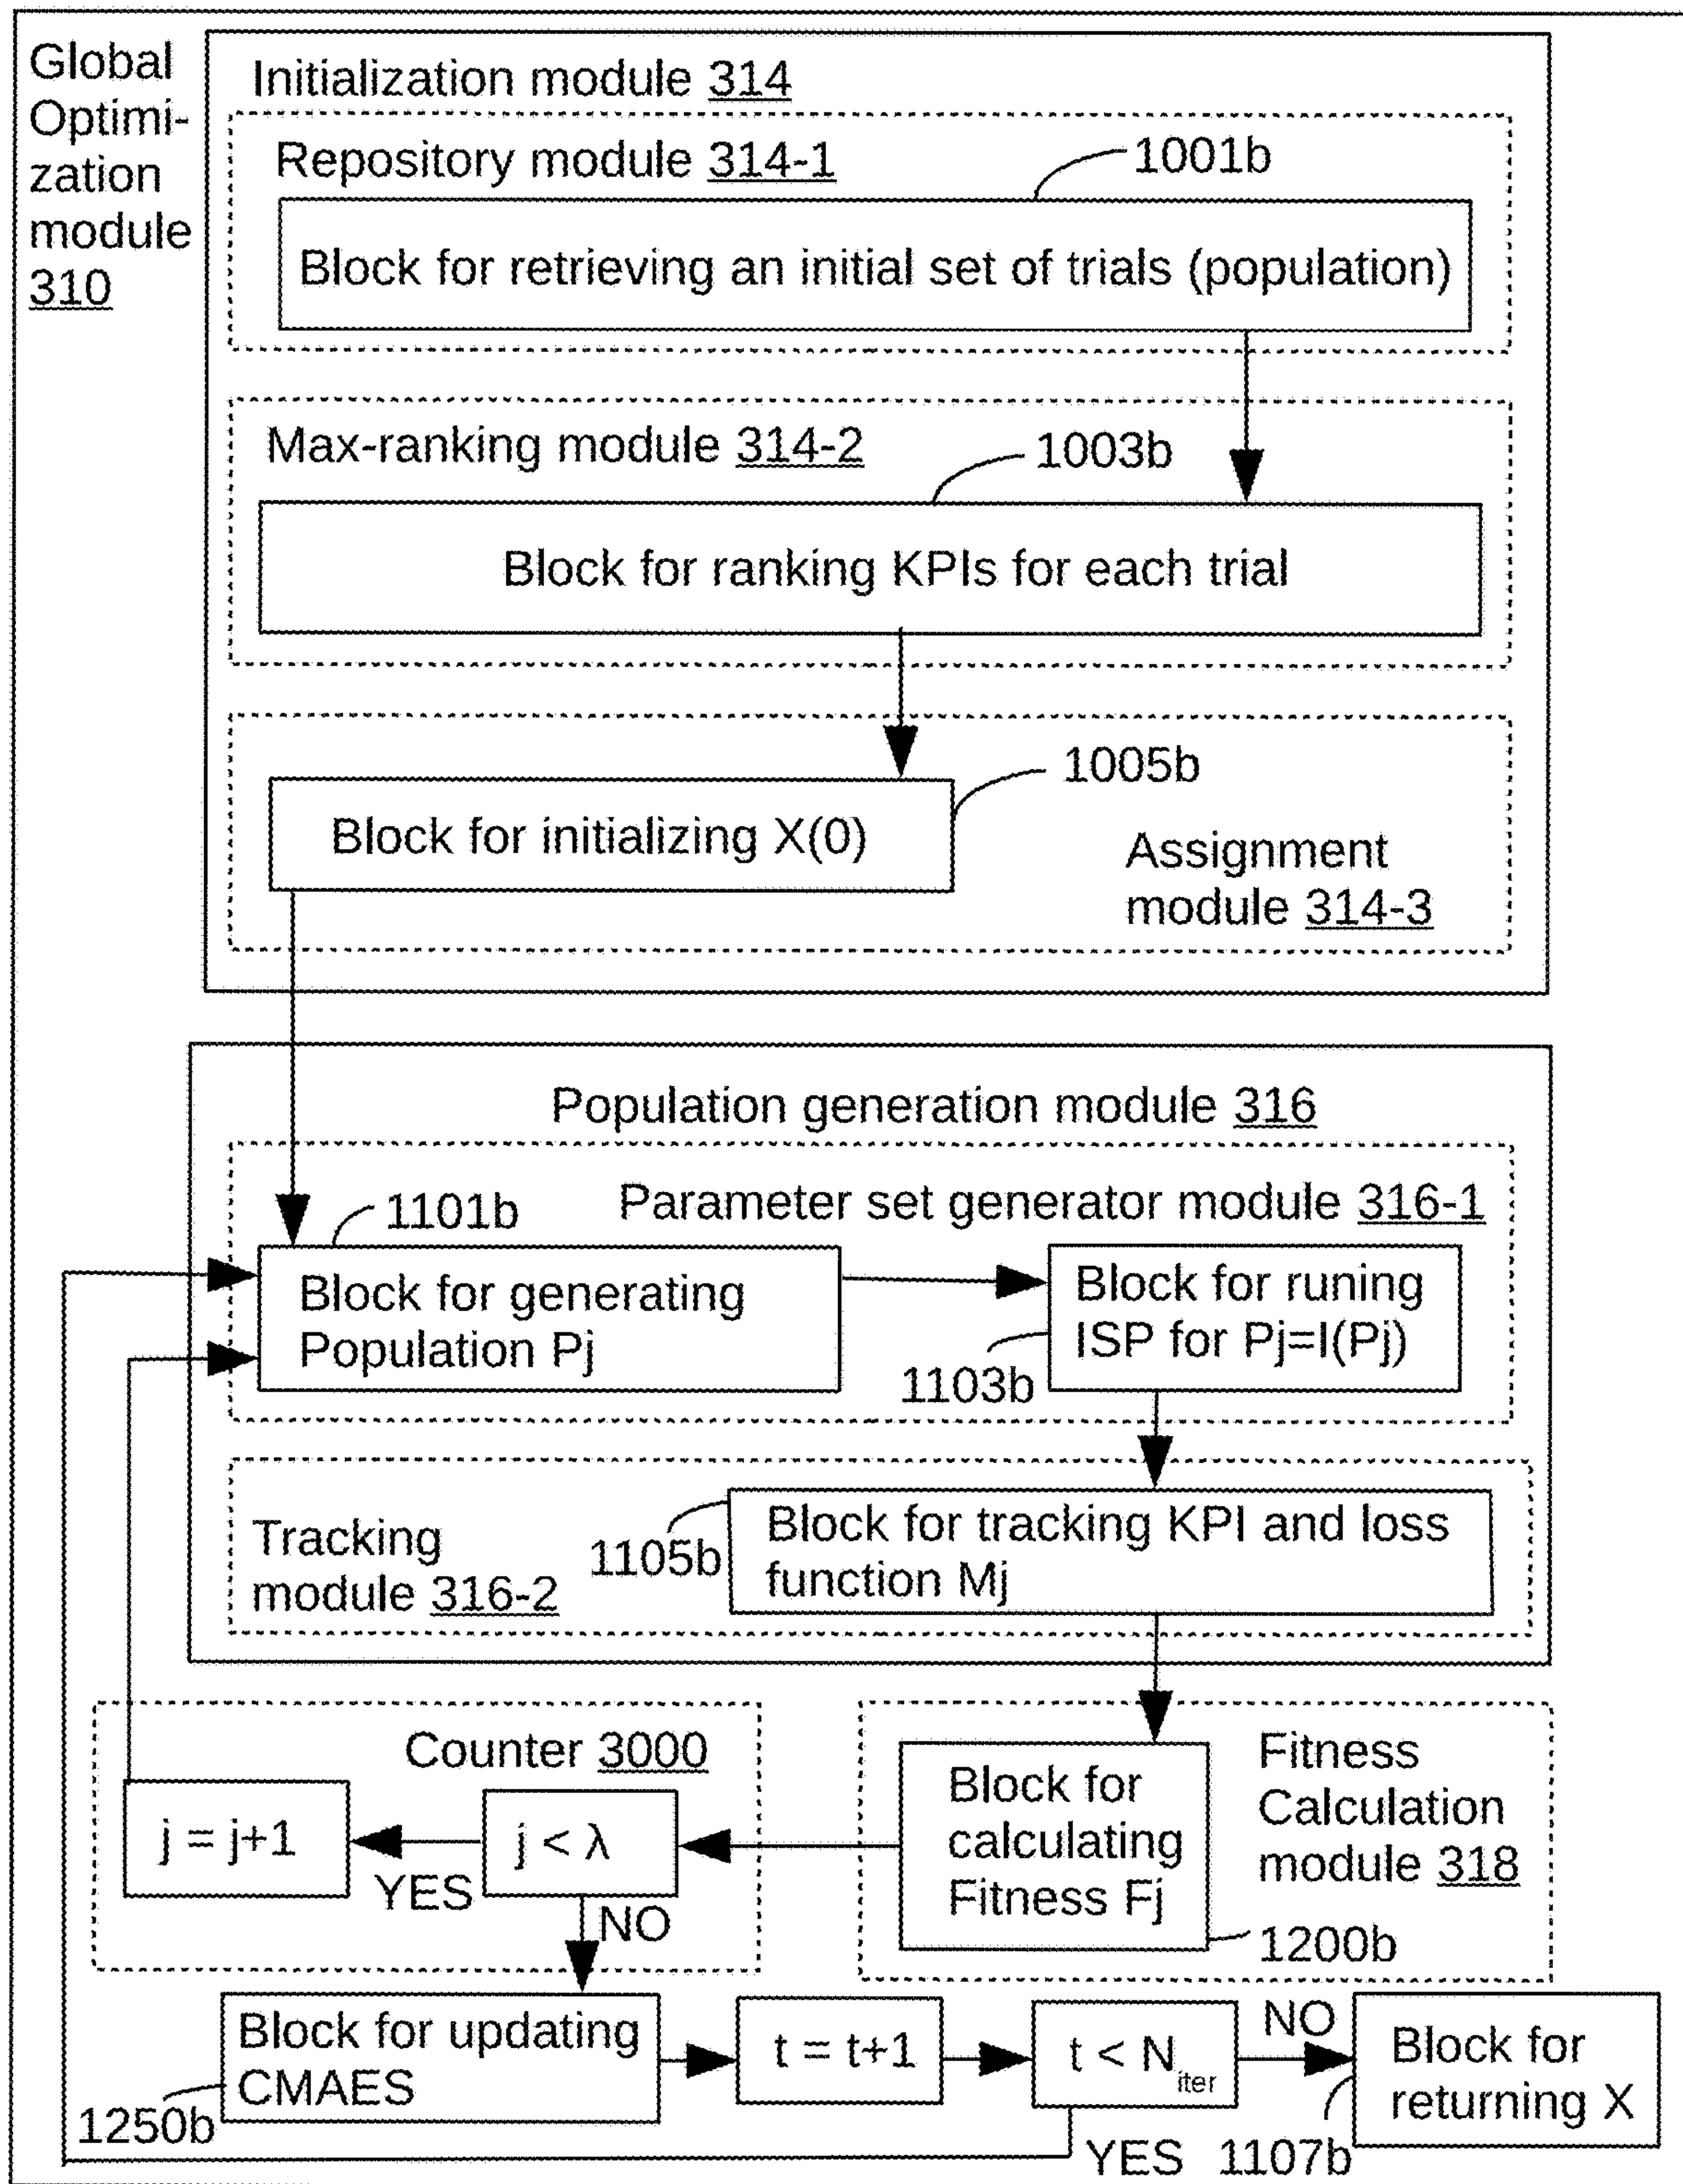 Global
Optimi-
zation
module
310
Initialization module 314
Repository module 314-1
1001b
Block for retrieving an initial set of trials (population)
Max-ranking module 314-2
1003b
Block for ranking KPIs for each trial
1005b
Block for initializing X(0)
Assignment
module 314-3
Population generation module 316
Parameter set generator module 316-1
1101b
Block for generating
Population Pj
Block for runing
ISP for Pj=I(Pj)
1103b
Tracking
module 316-2
1105b
Block for tracking KPI and loss
function Mj
Counter 3000
j = j+1
YES
j < λ
NO
Block for
calculating
Fitness Fj
Fitness
Calculation
module 318
1200b
Block for updating
CMAES
1250b
t = t+1
t < Niter
NO
YES
Block for
returning X
1107b